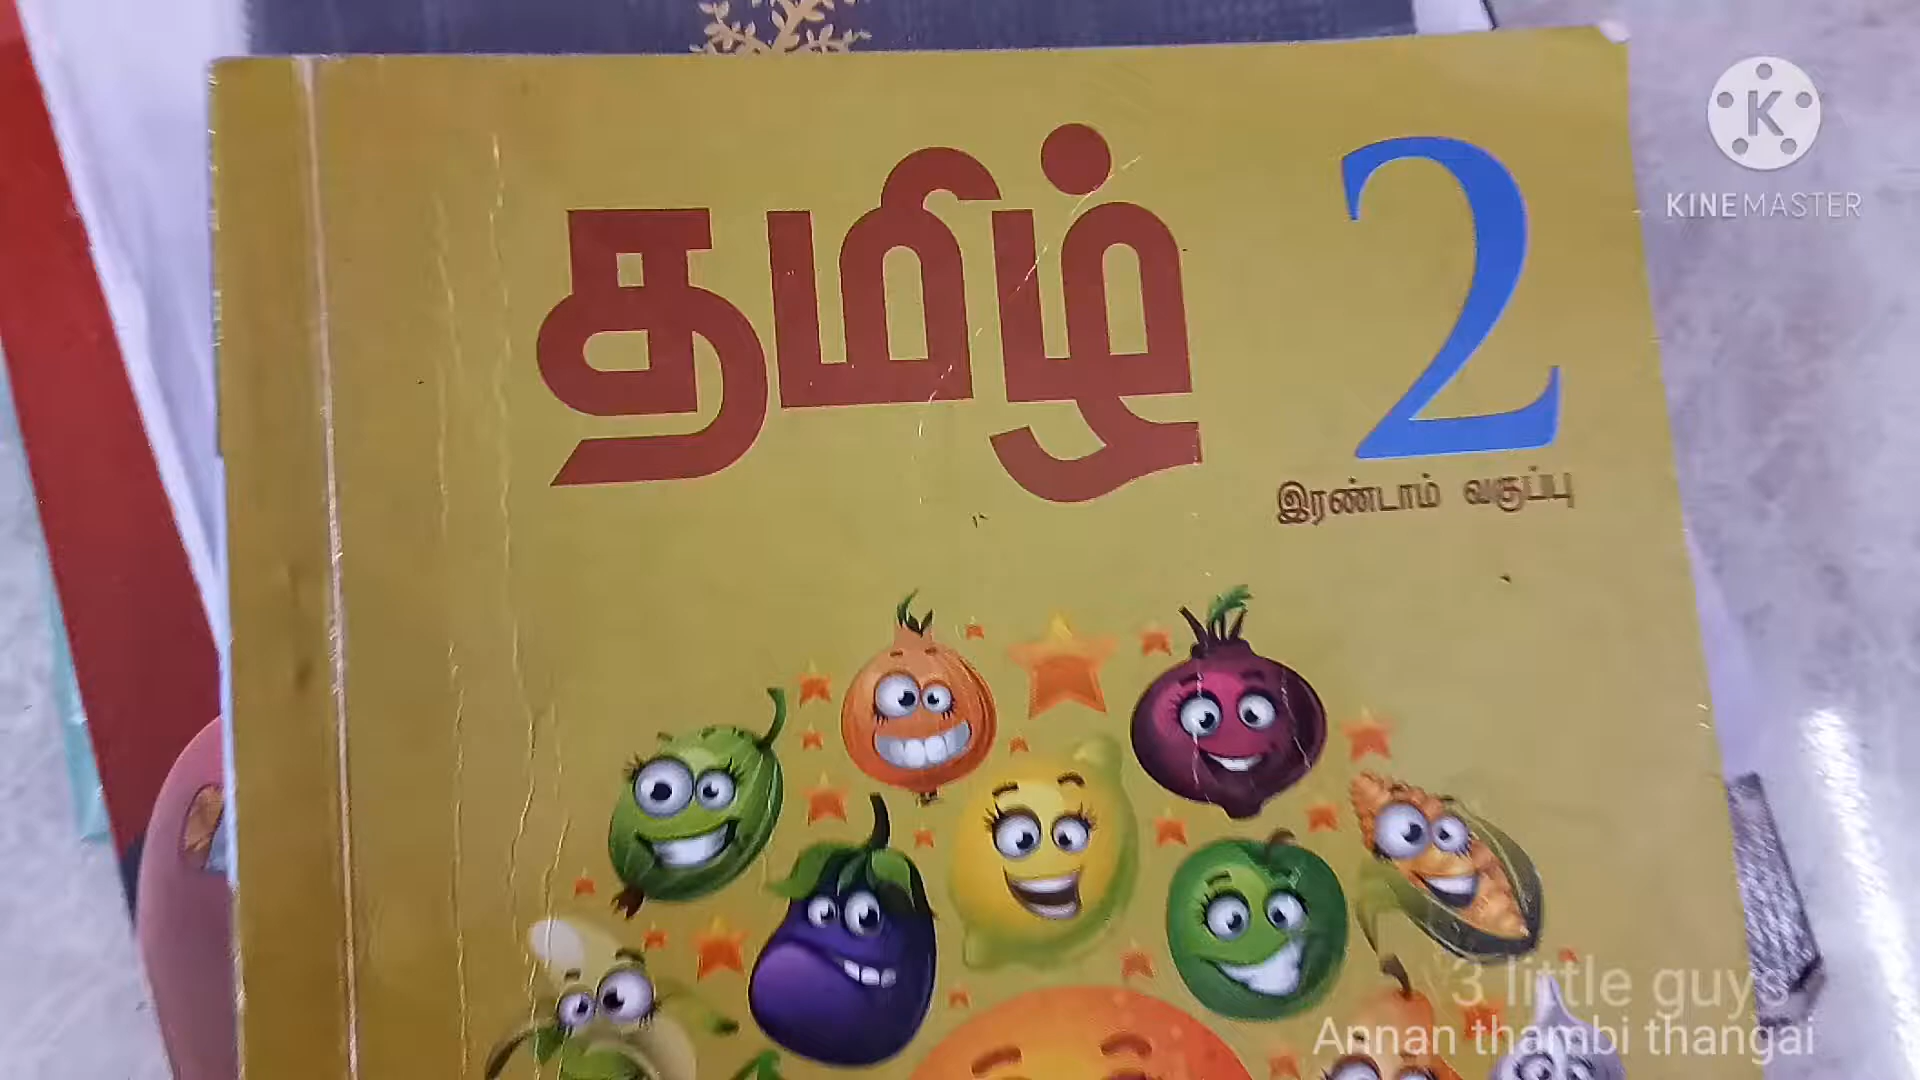 தமிழ் 2
இரண்டாம் வகுப்பு
K
KINEMASTER
3 little guys
Annan thambi thangai